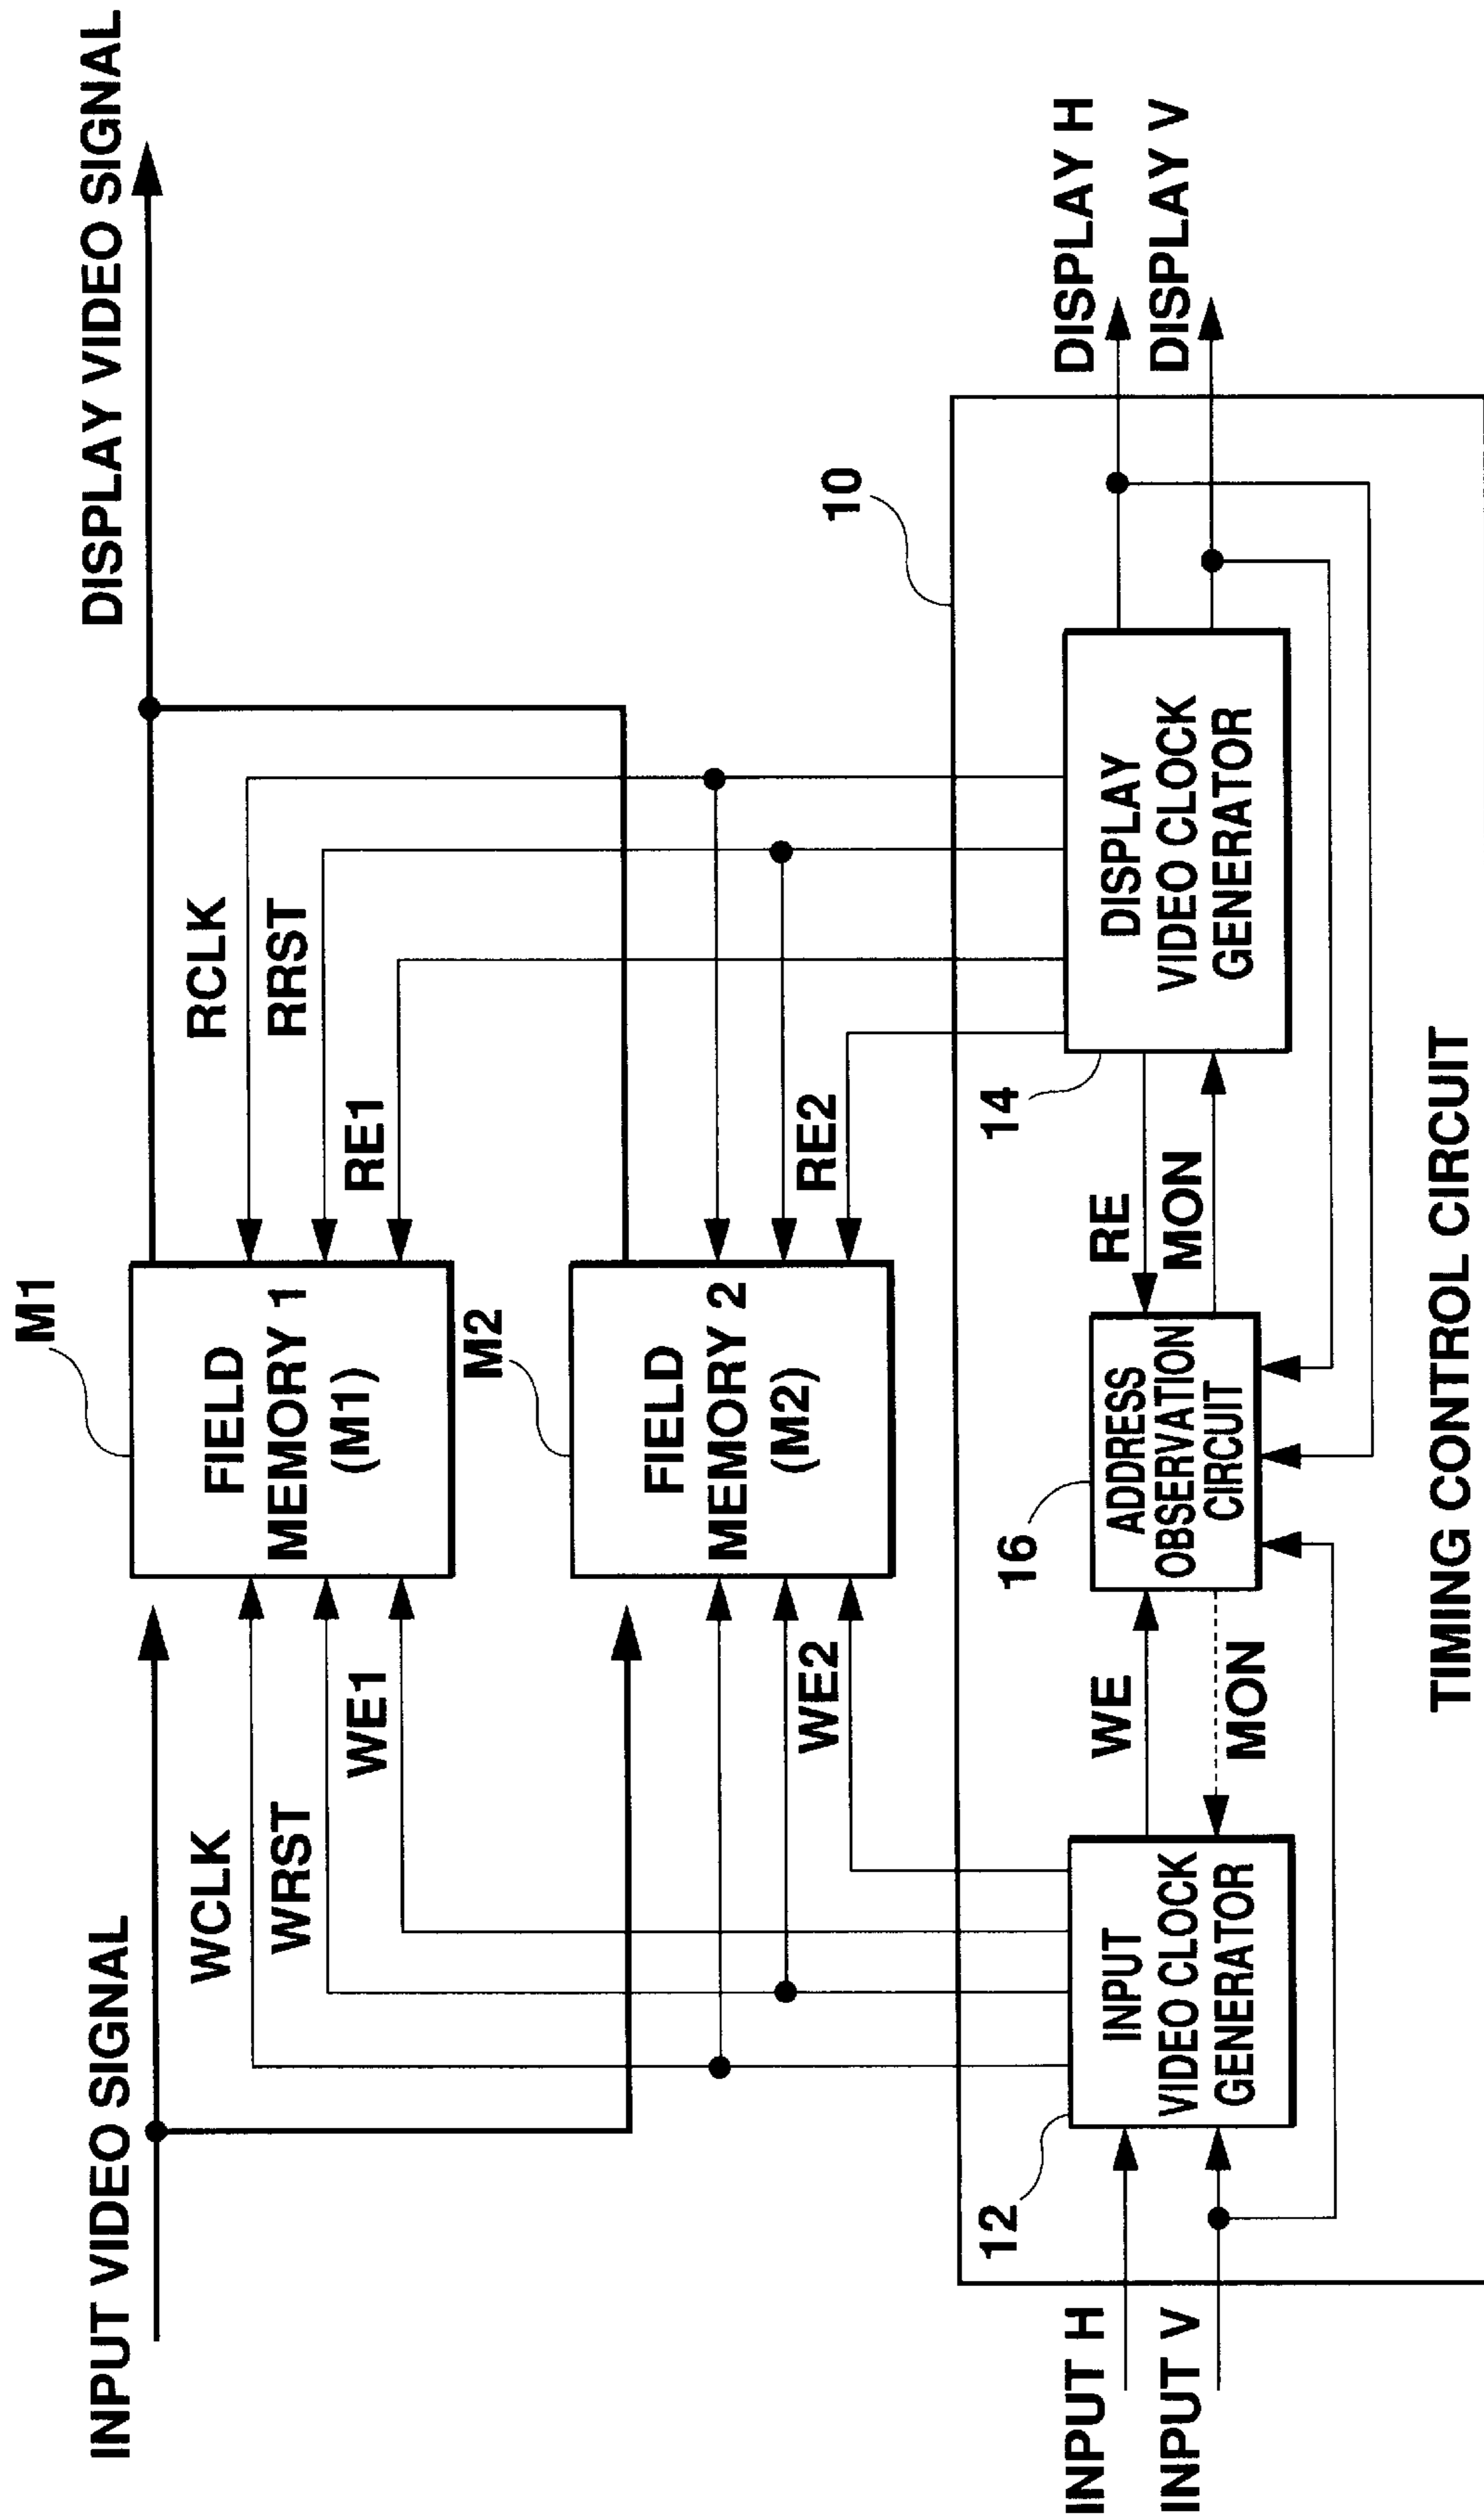 INPUT VIDEO SIGNAL
DISPLAY VIDEO SIGNAL
M1
WCLK
WRST
WE1
FIELD
MEMORY 1
(M1)
RCLK
RRST
RE1
M2
FIELD
MEMORY 2
(M2)
WE2
RE2
10
12
16
14
INPUT H
INPUT V
INPUT
VIDEO CLOCK
GENERATOR
WE
MON
ADDRESS
OBSERVATION
CIRCUIT
RE
MON
DISPLAY
VIDEO CLOCK
GENERATOR
DISPLAY H
DISPLAY V
TIMING CONTROL CIRCUIT